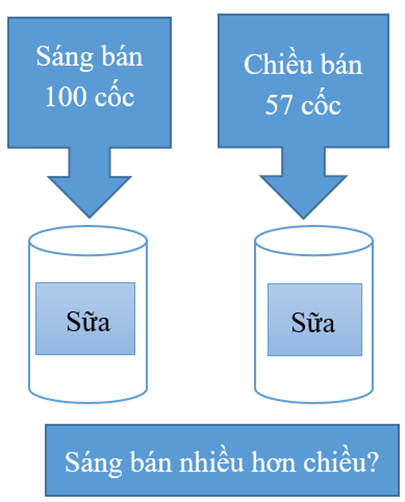 Sáng bán
100 cốc
Chiều bán
57 cốc
Sữa
Sữa
Sáng bán nhiều hơn chiều?